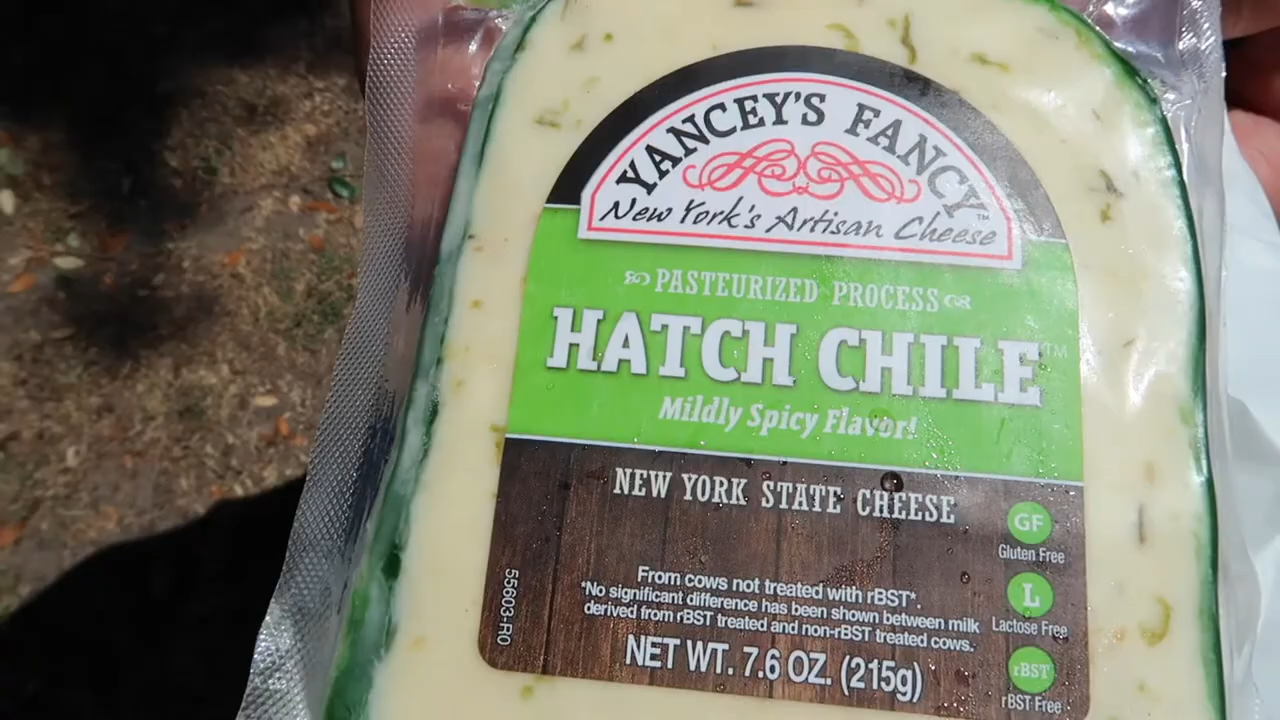 YANCEY'S FANCY™
New York's Artisan Cheese
PASTEURIZED PROCESS
HATCH CHILE™
Mildly Spicy Flavor!
NEW YORK STATE CHEESE
GF
Gluten Free
L
Lactose Free
rBST
rBST Free
From cows not treated with rBST*.
*No significant difference has been shown between milk
derived from rBST treated and non-rBST treated cows.
NET WT. 7.6 OZ. (215g)
55603-R0